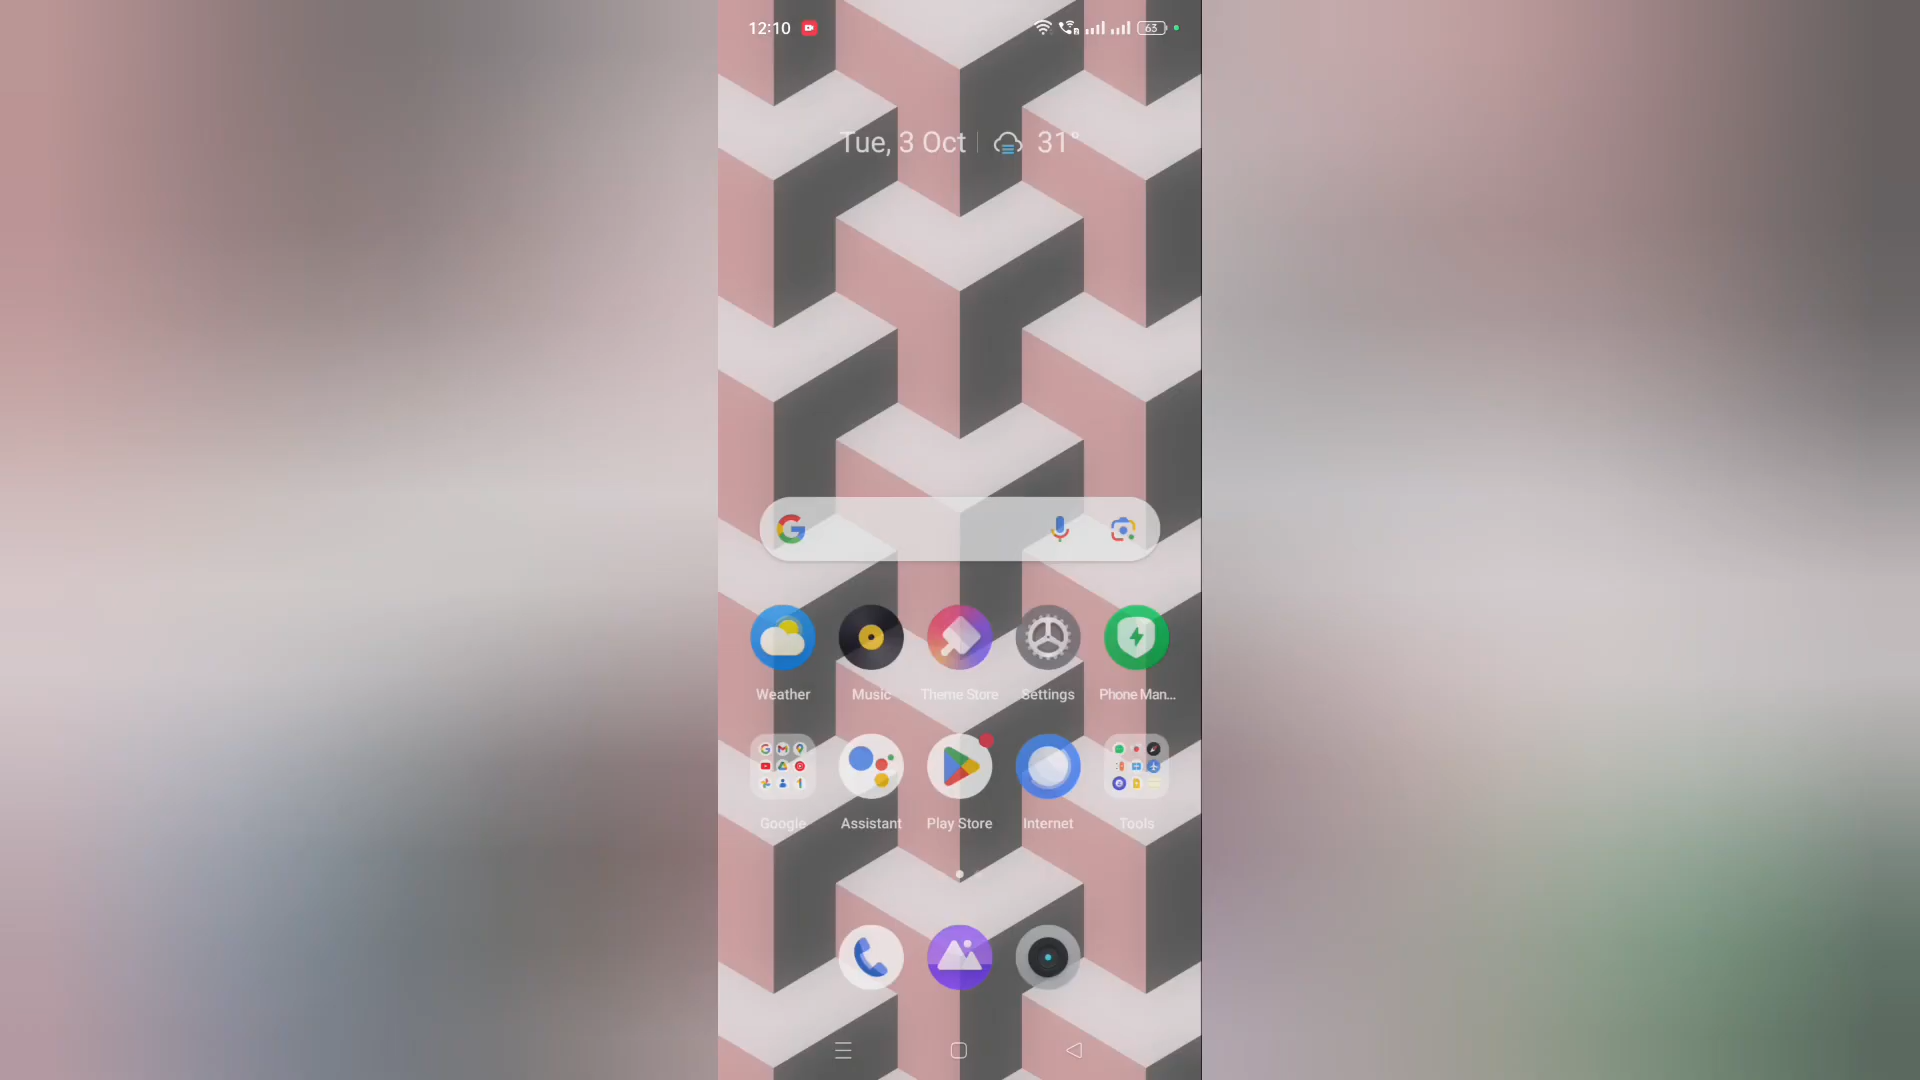 12:10
63
Tue, 3 Oct 31°
Weather Music Theme Store Settings Phone Man...
Google Assistant Play Store Internet Tools